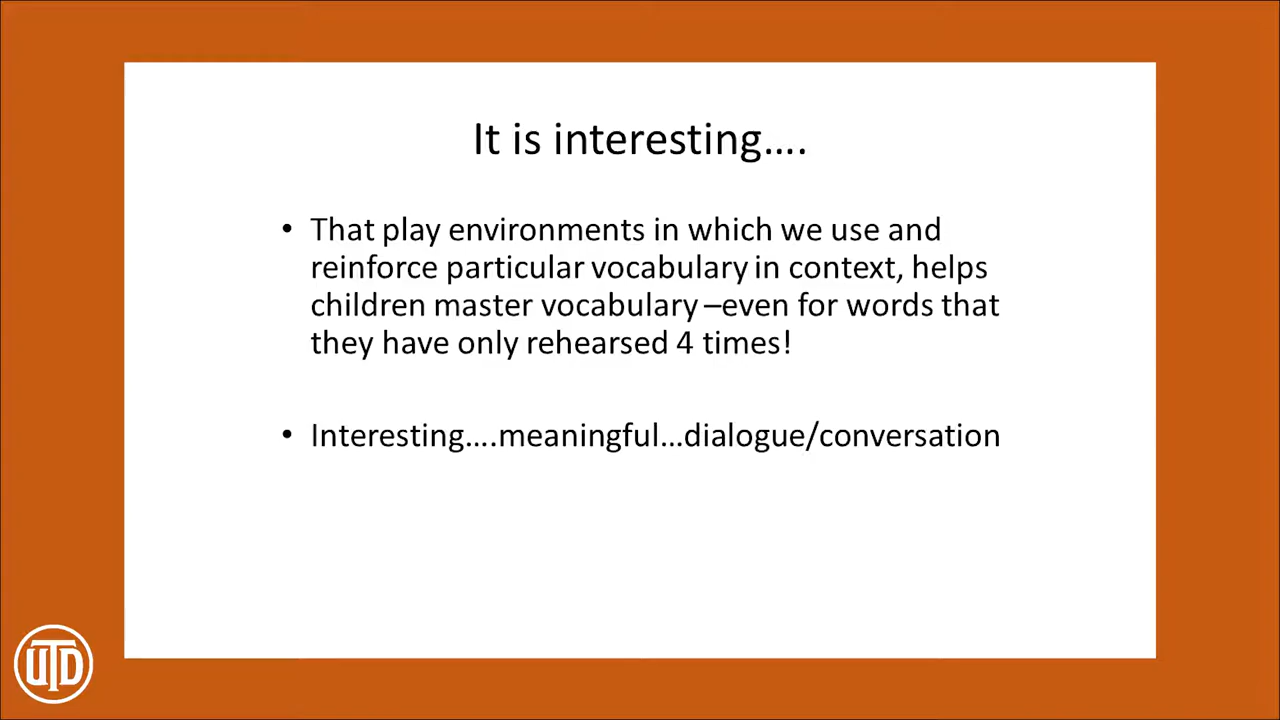 It is interesting....
• That play environments in which we use and
reinforce particular vocabulary in context, helps
children master vocabulary –even for words that
they have only rehearsed 4 times!
• Interesting....meaningful...dialogue/conversation
UTD